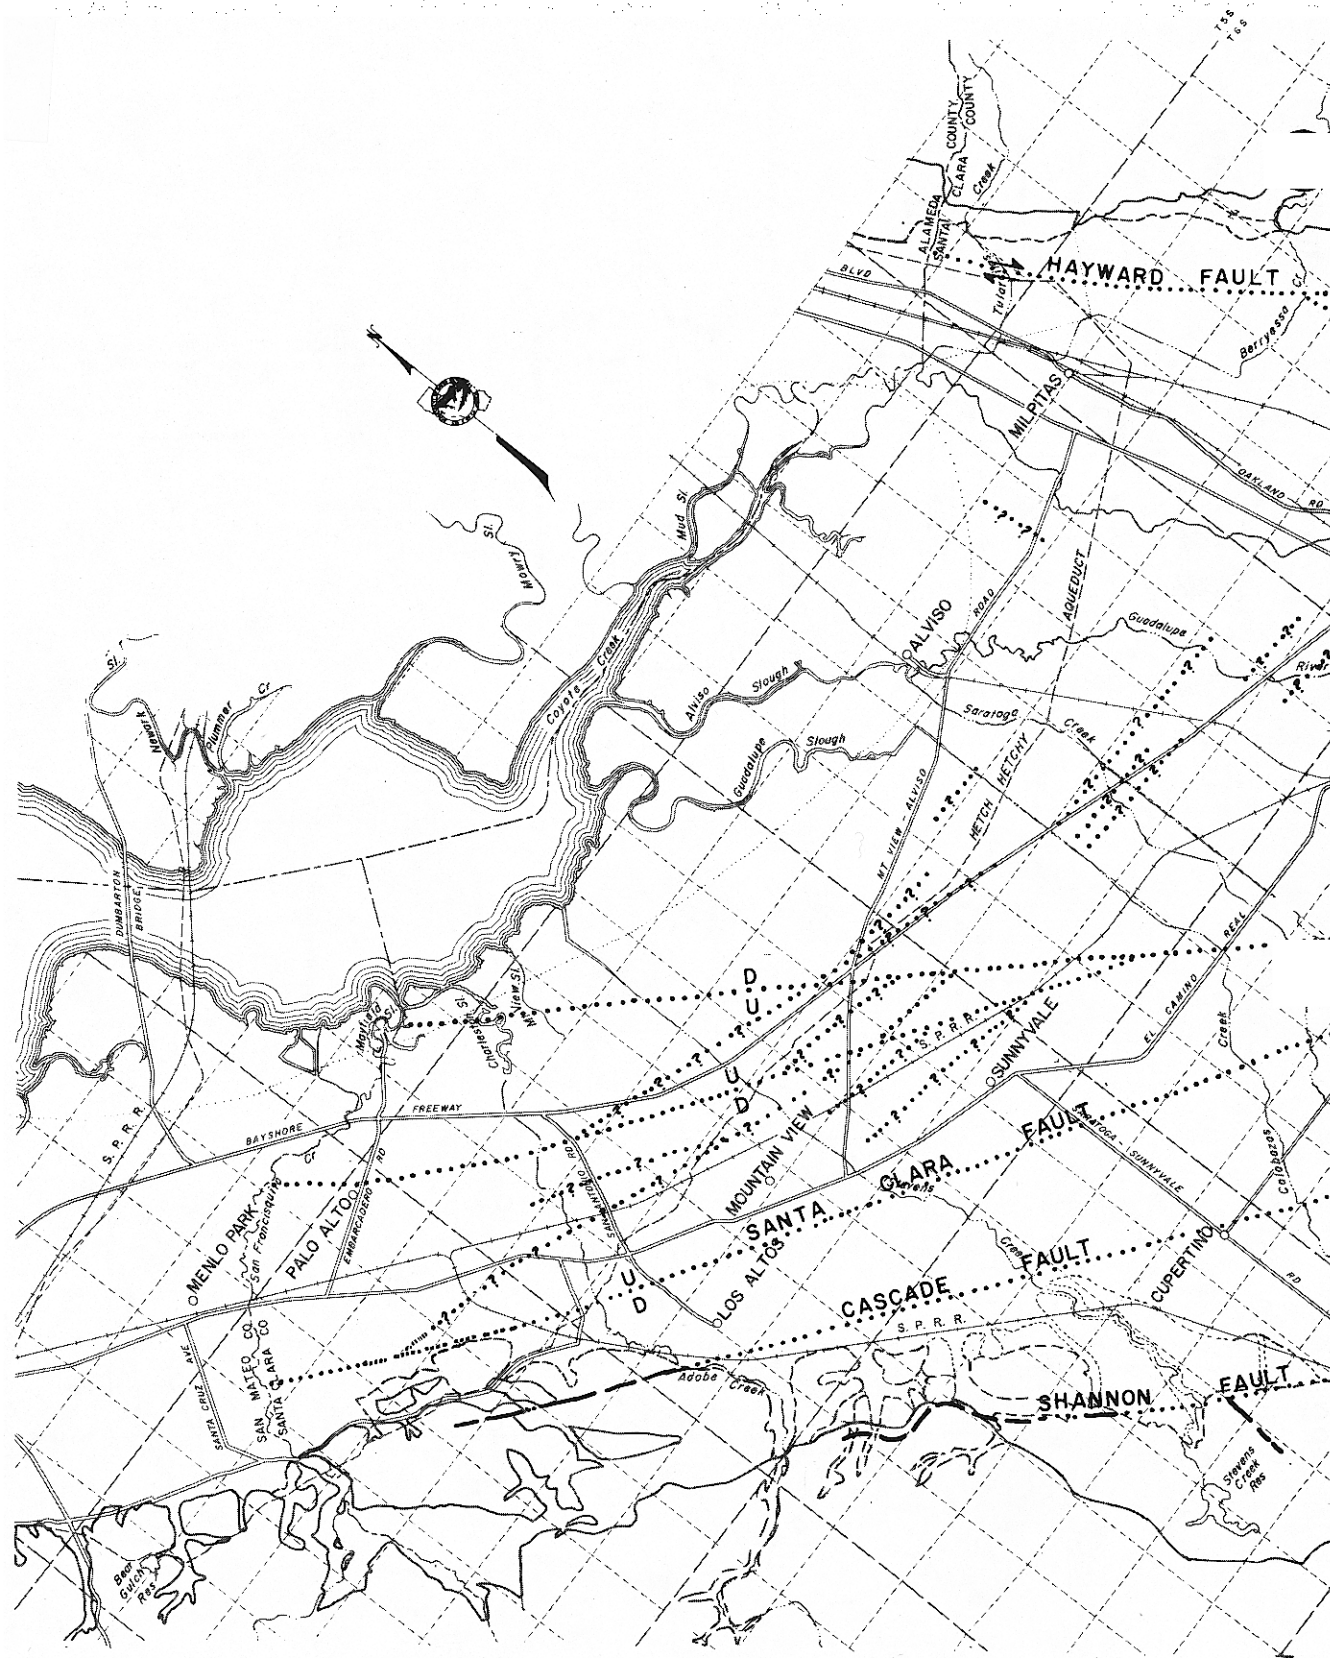 T5S
T6S
COUNTY
COUNTY
ALAMEDA
SANTA CLARA
Creek
HAYWARD FAULT
BLVD
Tular
Cr
Berryessa
N
MILPITAS
OAKLAND RD
Mud Sl.
Mowry Sl.
AQUEDUCT
ROAD
ALVISO
Guadalupe
River
Coyote Creek
Alviso Slough
Sl.
Newark
Plummer Cr
Saratoga Creek
Guadalupe Slough
HETCH HETCHY
MT VIEW - ALVISO
DUMBARTON
BRIDGE
EL CAMINO REAL
D
U
Mt View Sl.
Charleston Sl.
Mayfield Sl.
S.P.R.R.
SUNNYVALE
Creek
U
D
S.P.R.R.
BAYSHORE FREEWAY
Cr
San Francisquito
EMBARCADERO RD
SAN ANTONIO RD
MOUNTAIN VIEW
SANTA CLARA FAULT
SARATOGA - SUNNYVALE
RD
Calabazas
MENLO PARK
PALO ALTO
Stevens
Creek
LOS ALTOS
U
D
CASCADE FAULT
CUPERTINO
S.P.R.R.
SANTA CRUZ AVE
SAN MATEO CO
SANTA CLARA CO
Adobe Creek
SHANNON FAULT
Stevens
Creek
Res
Bear
Gulch
Res